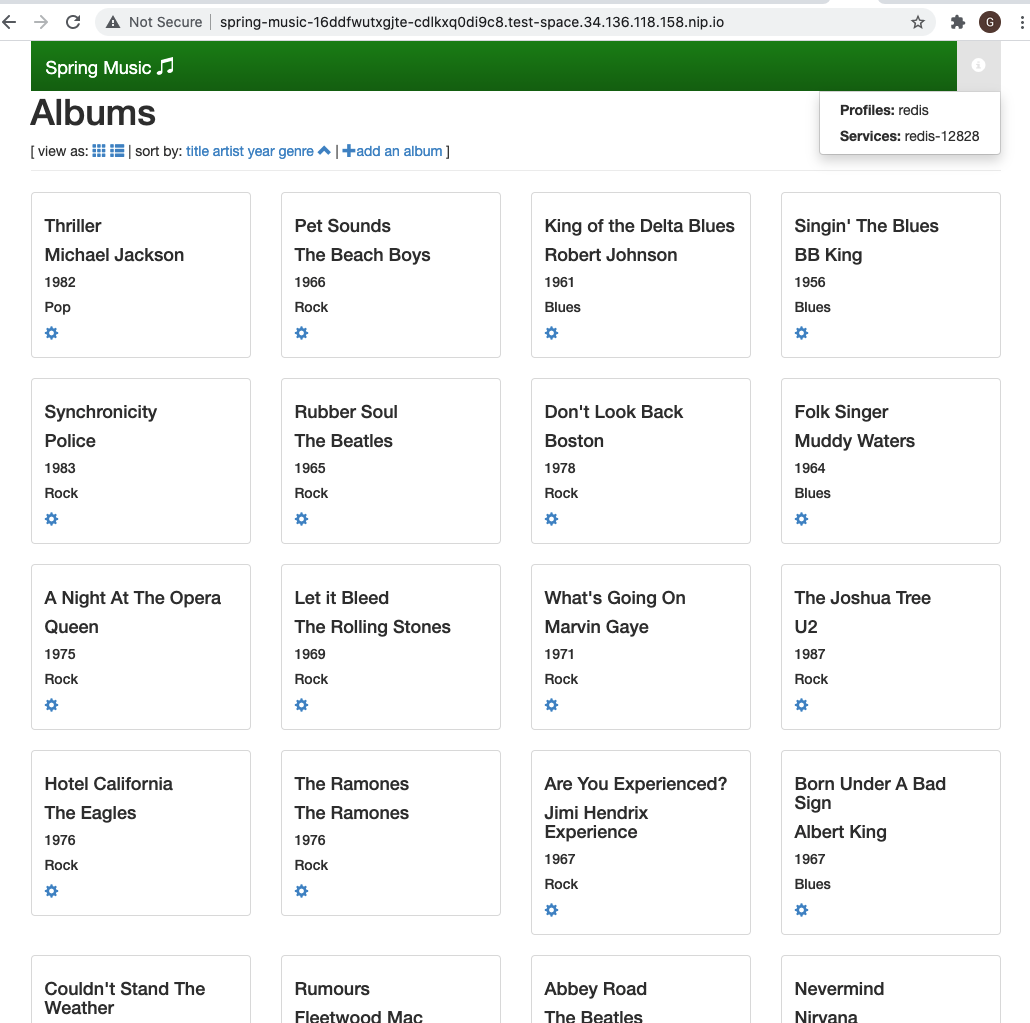 Not Secure | spring-music-16ddfwutxgjte-cdlkxq0di9c8.test-space.34.136.118.158.nip.io
G
Spring Music
Profiles: redis
Services: redis-12828
Albums
[ view as: | sort by: title artist year genre | add an album ]
Thriller
Michael Jackson
1982
Pop
Pet Sounds
The Beach Boys
1966
Rock
King of the Delta Blues
Robert Johnson
1961
Blues
Singin' The Blues
BB King
1956
Blues
Synchronicity
Police
1983
Rock
Rubber Soul
The Beatles
1965
Rock
Don't Look Back
Boston
1978
Rock
Folk Singer
Muddy Waters
1964
Blues
A Night At The Opera
Queen
1975
Rock
Let it Bleed
The Rolling Stones
1969
Rock
What's Going On
Marvin Gaye
1971
Rock
The Joshua Tree
U2
1987
Rock
Hotel California
The Eagles
1976
Rock
The Ramones
The Ramones
1976
Rock
Are You Experienced?
Jimi Hendrix
Experience
1967
Rock
Born Under A Bad
Sign
Albert King
1967
Blues
Couldn't Stand The
Weather
Rumours
Fleetwood Mac
Abbey Road
The Beatles
Nevermind
Nirvana